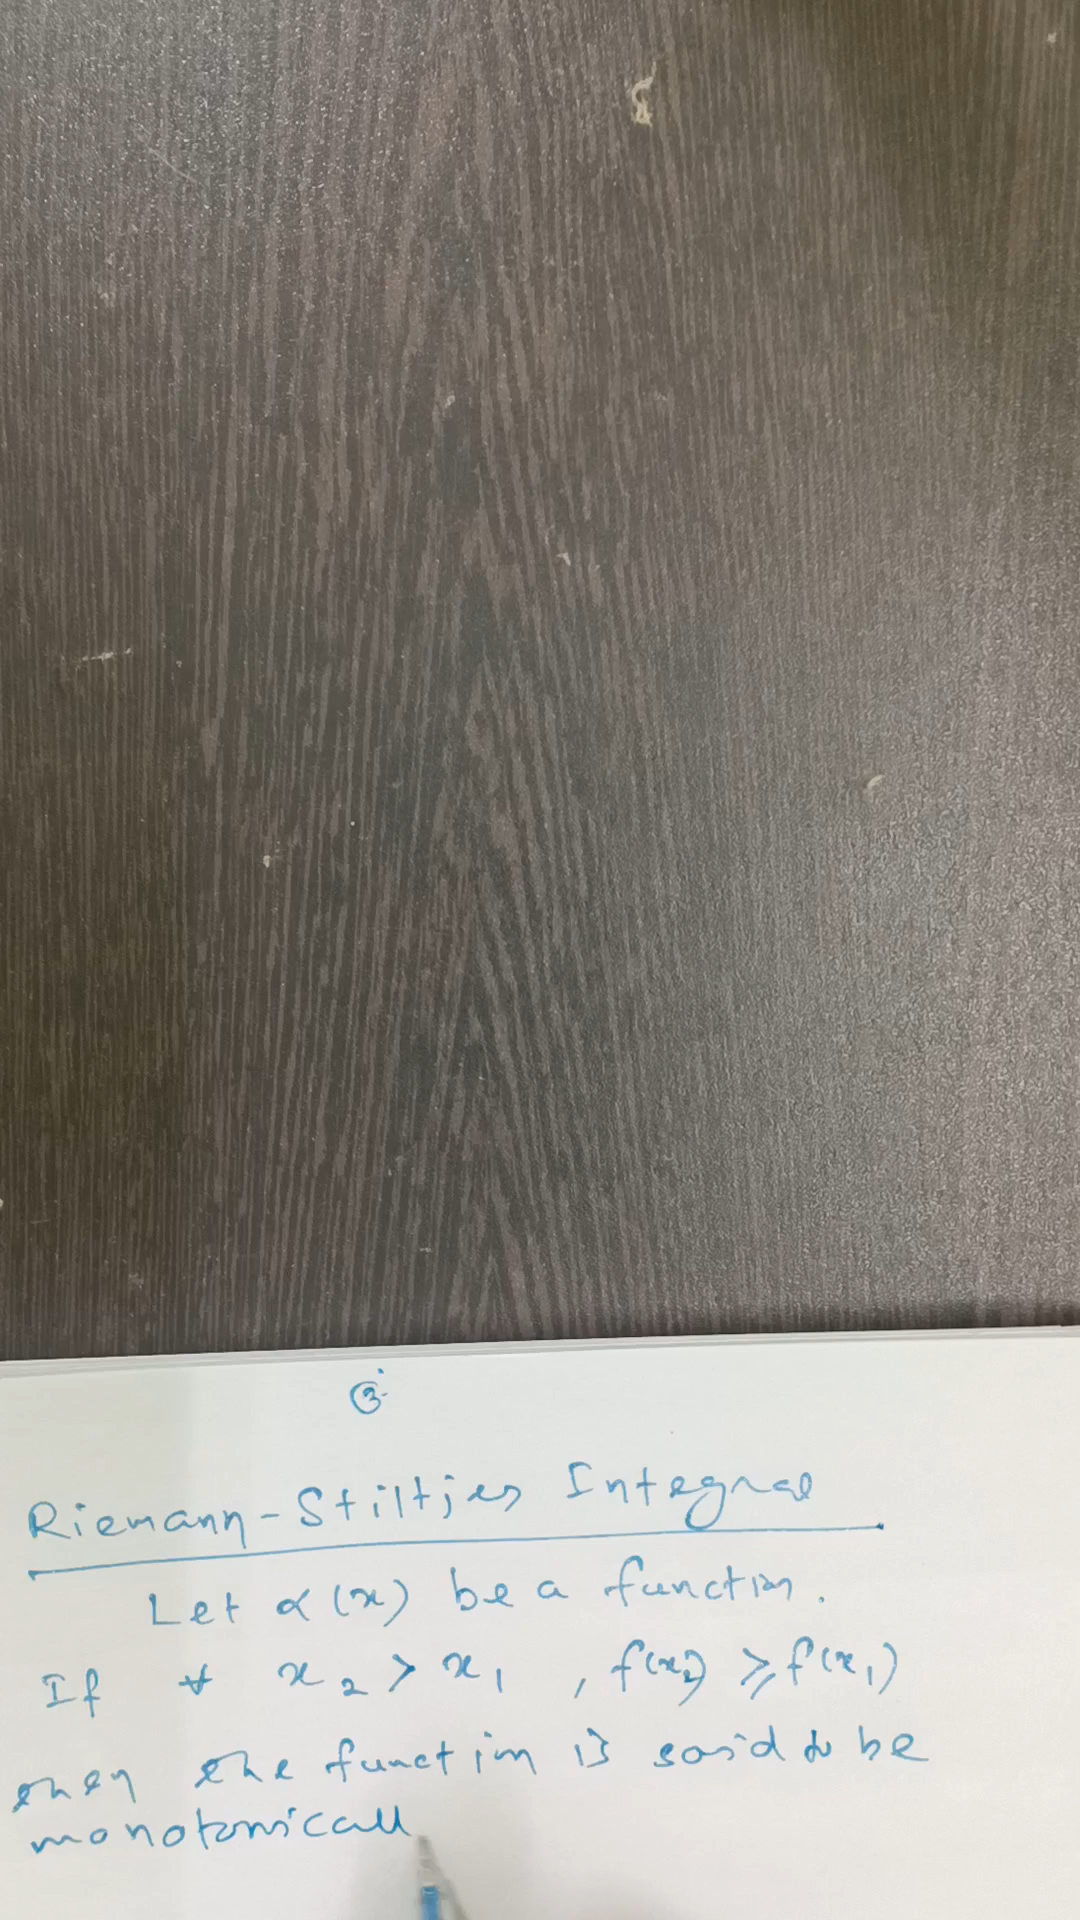 ③
Riemann-Stiltjes Integral
Let α(x) be a function.
If ∀ x₂ > x₁ , f(x₂) ⩾ f(x₁)
then the function is said to be
monotonicall